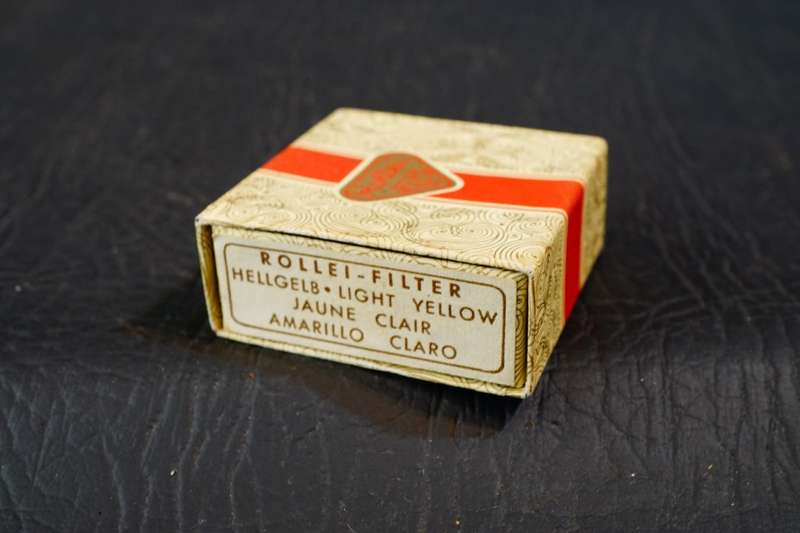 ROLLEI-FILTER
HELLGELB • LIGHT YELLOW
JAUNE CLAIR
AMARILLO CLARO